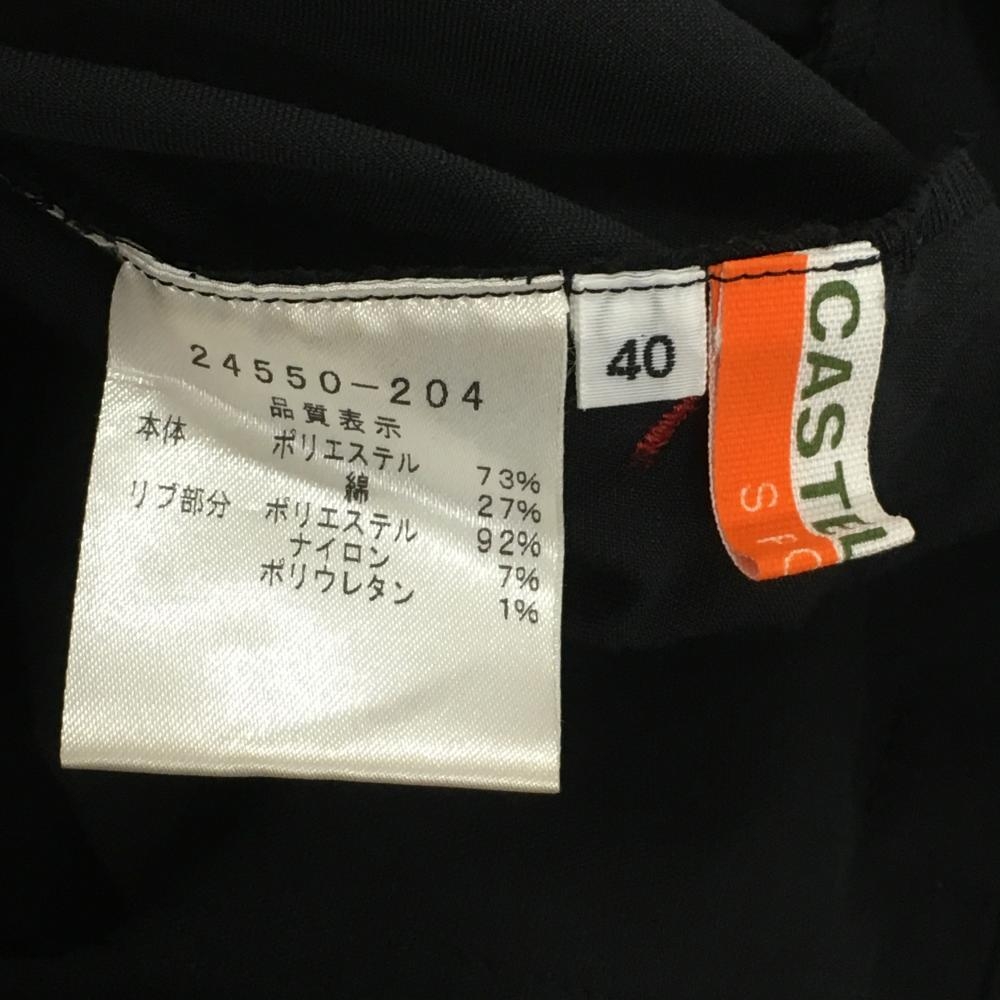 24550-204
品質表示
本体 ポリエステル 73%
綿 27%
リブ部分 ポリエステル 92%
ナイロン 7%
ポリウレタン 1%
40